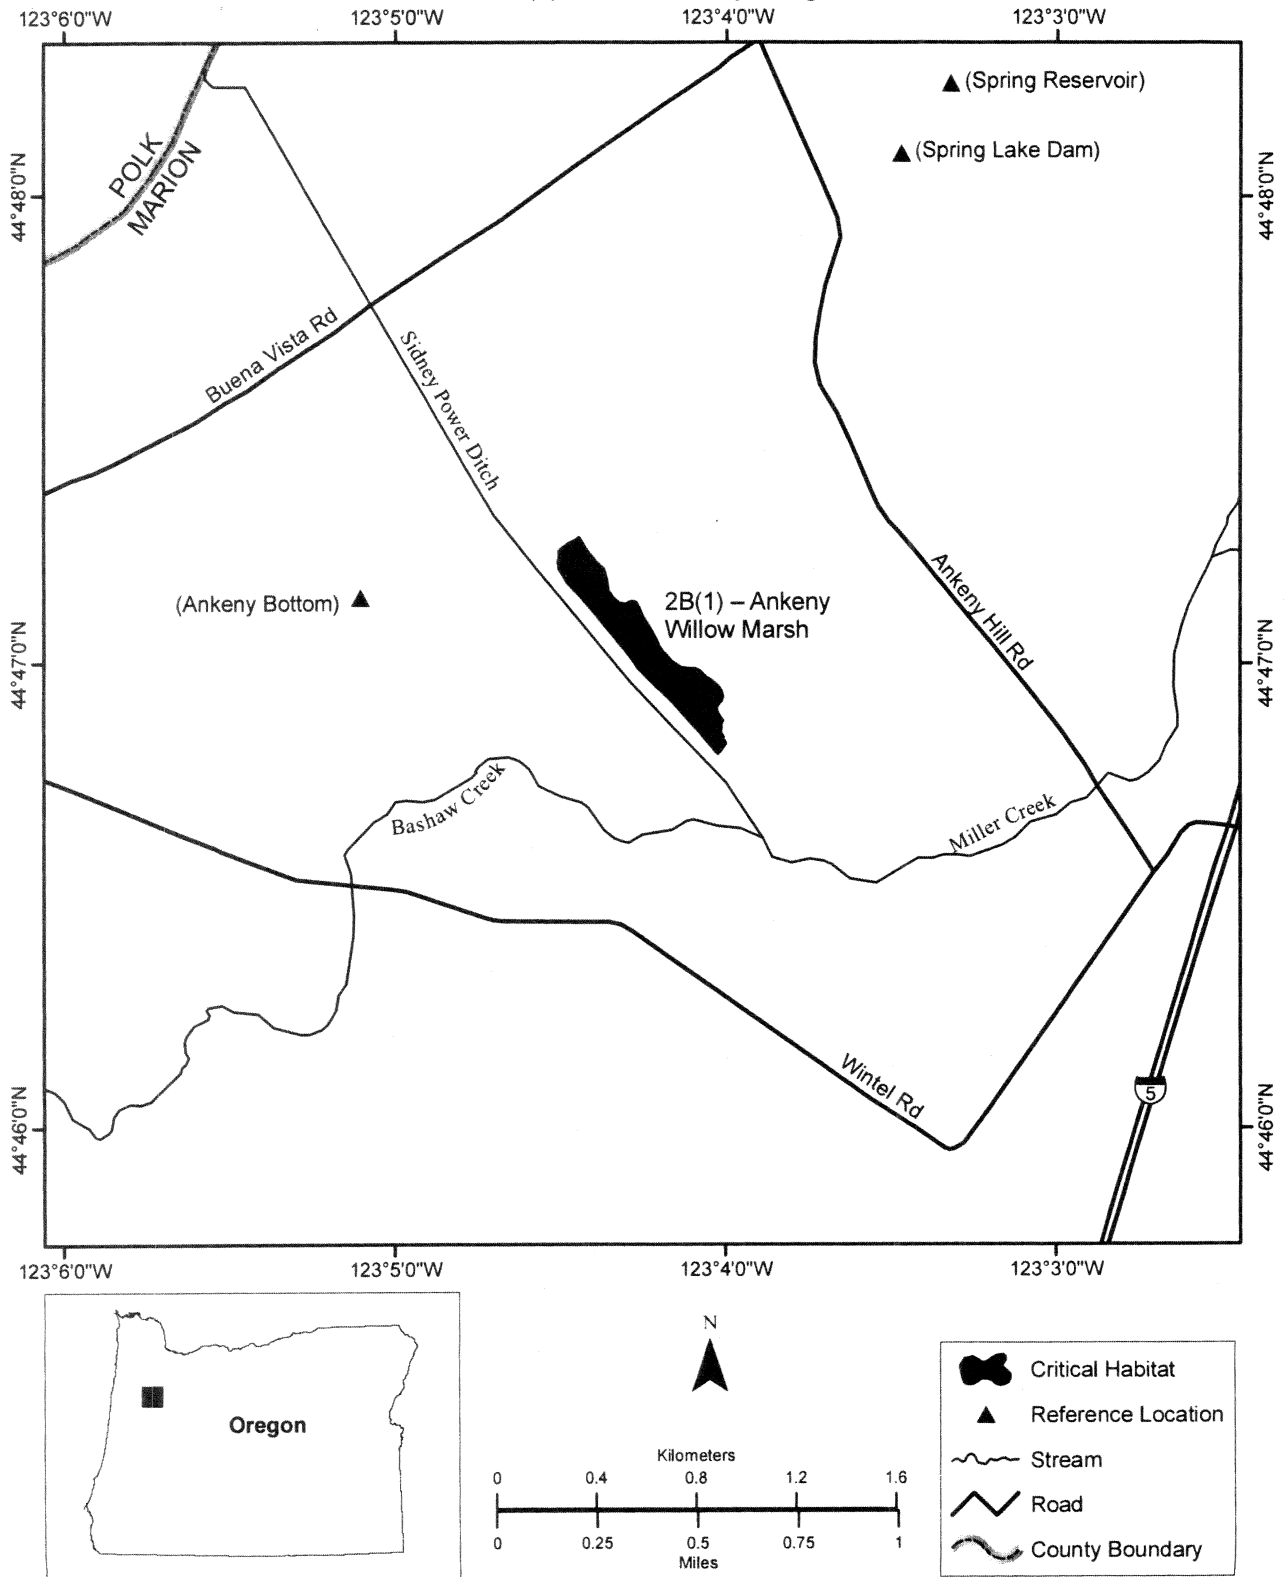 123°6'0"W 123°5'0"W 123°4'0"W 123°3'0"W
(Spring Reservoir)
(Spring Lake Dam)
POLK
MARION
44°48'0"N
44°48'0"N
Buena Vista Rd
Sidney Power Ditch
Ankeny Hill Rd
(Ankeny Bottom)
2B(1) – Ankeny
Willow Marsh
44°47'0"N
44°47'0"N
Bashaw Creek
Miller Creek
Wintel Rd
5
44°46'0"N
44°46'0"N
123°6'0"W 123°5'0"W 123°4'0"W 123°3'0"W
Oregon
N
Kilometers
0 0.4 0.8 1.2 1.6
0 0.25 0.5 0.75 1
Miles
Critical Habitat
Reference Location
Stream
Road
County Boundary